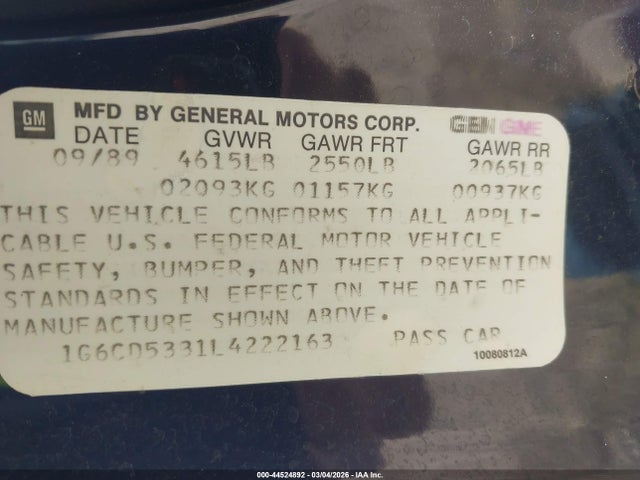 GM MFD BY GENERAL MOTORS CORP. GEN GME
DATE GVWR GAWR FRT GAWR RR
09/89 4615LB 2550LB 2065LB
02093KG 01157KG 00937KG
THIS VEHICLE CONFORMS TO ALL APPLI-
CABLE U.S. FEDERAL MOTOR VEHICLE
SAFETY, BUMPER, AND THEFT PREVENTION
STANDARDS IN EFFECT ON THE DATE OF
MANUFACTURE SHOWN ABOVE.
1G6CD5331L4222163 PASS CAR
10080812A
000-44524892 - 03/04/2026 - IAA Inc.